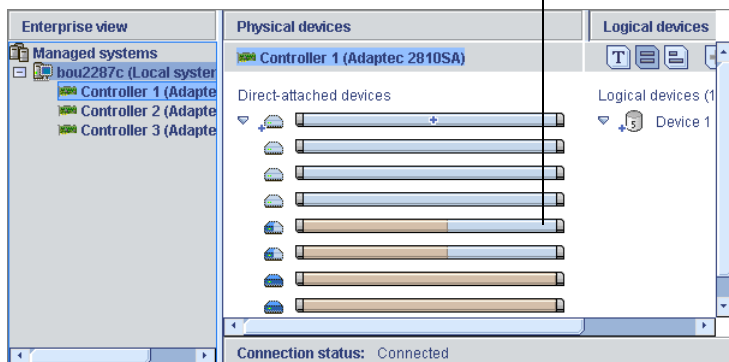 Enterprise view
Physical devices
Logical devices
Managed systems
bou2287c (Local syster
Controller 1 (Adapte
Controller 2 (Adapte
Controller 3 (Adapte
Controller 1 (Adaptec 2810SA)
Direct-attached devices
T
Logical devices (1
5 Device 1
Connection status: Connected